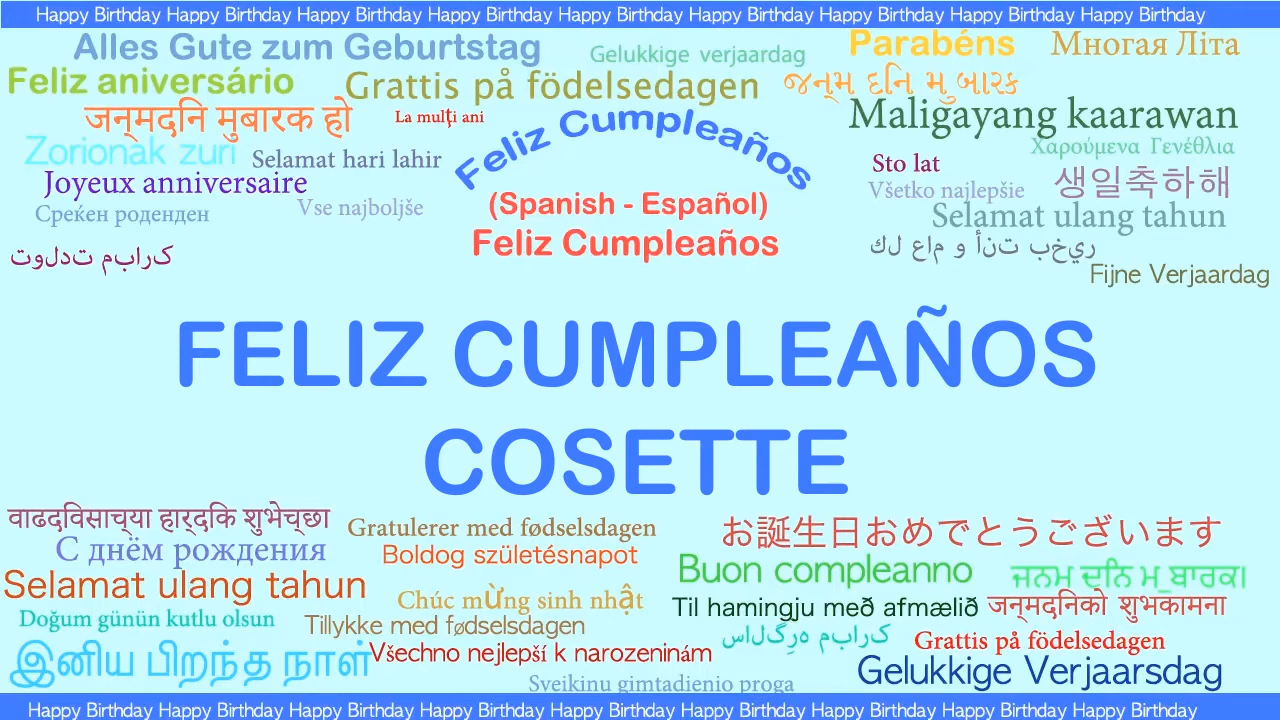 Happy Birthday Happy Birthday Happy Birthday Happy Birthday Happy Birthday Happy Birthday Happy Birthday Happy Birthday Happy Birthday
Alles Gute zum Geburtstag
Gelukkige verjaardag
Parabéns
Многая Літа
Feliz aniversário
Grattis på födelsedagen
જન્મ દિન મુબારક
जन्मदिन मुबारक हो
La mulți ani
Feliz Cumpleaños
Maligayang kaarawan
Zorionak zuri
Selamat hari lahir
Sto lat
Χαρούμενα Γενέθλια
Joyeux anniversaire
(Spanish - Español)
Všetko najlepšie
생일축하해
Среќен роденден
Vse najboljše
Feliz Cumpleaños
Selamat ulang tahun
تولدت مبارک
كل عام و أنت بخير
Fijne Verjaardag
FELIZ CUMPLEAÑOS
COSETTE
वाढदिवसाच्या हार्दिक शुभेच्छा
Gratulerer med fødselsdagen
お誕生日おめでとうございます
С днём рождения
Boldog születésnapot
Buon compleanno
ਜਨਮ ਦਿਨ ਮੁਬਾਰਕ।
Selamat ulang tahun
Chúc mừng sinh nhật
Til hamingju með afmælið
जन्मदिनको शुभकामना
Doğum günün kutlu olsun
Tillykke med fødselsdagen
سالگرہ مبارک
Grattis på födelsedagen
இனிய பிறந்த நாள்
Všechno nejlepší k narozeninám
Gelukkige Verjaarsdag
Sveikinu gimtadienio proga
Happy Birthday Happy Birthday Happy Birthday Happy Birthday Happy Birthday Happy Birthday Happy Birthday Happy Birthday Happy Birthday